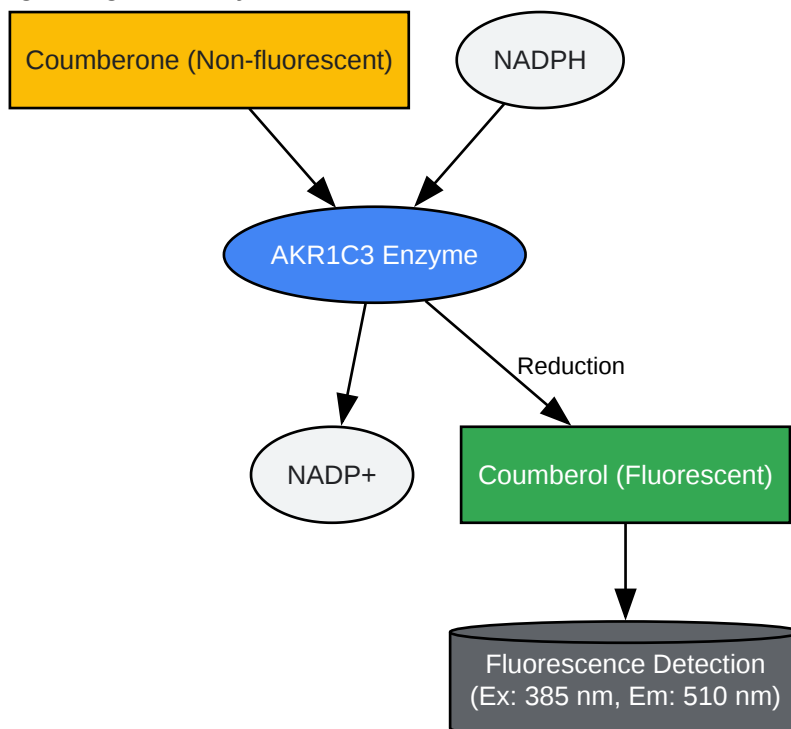 Coumberone (Non-fluorescent)
NADPH
AKR1C3 Enzyme
Reduction
NADP+
Coumberol (Fluorescent)
Fluorescence Detection
(Ex: 385 nm, Em: 510 nm)